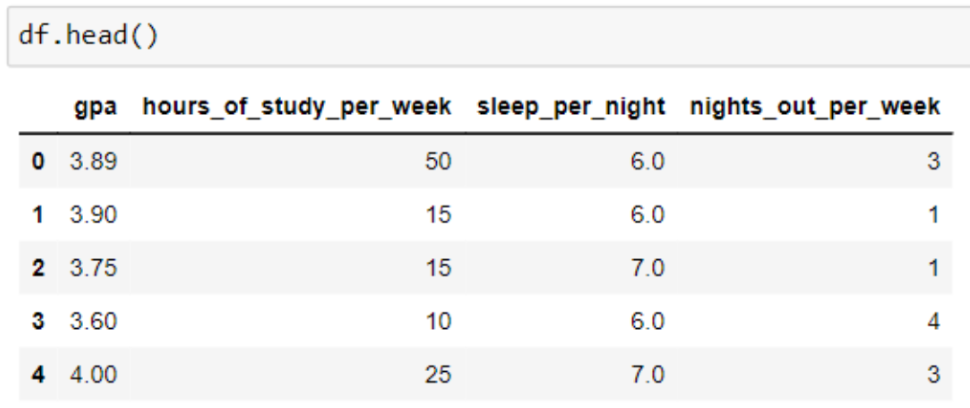 df.head()
gpa hours_of_study_per_week sleep_per_night nights_out_per_week
0 3.89 50 6.0 3
1 3.90 15 6.0 1
2 3.75 15 7.0 1
3 3.60 10 6.0 4
4 4.00 25 7.0 3